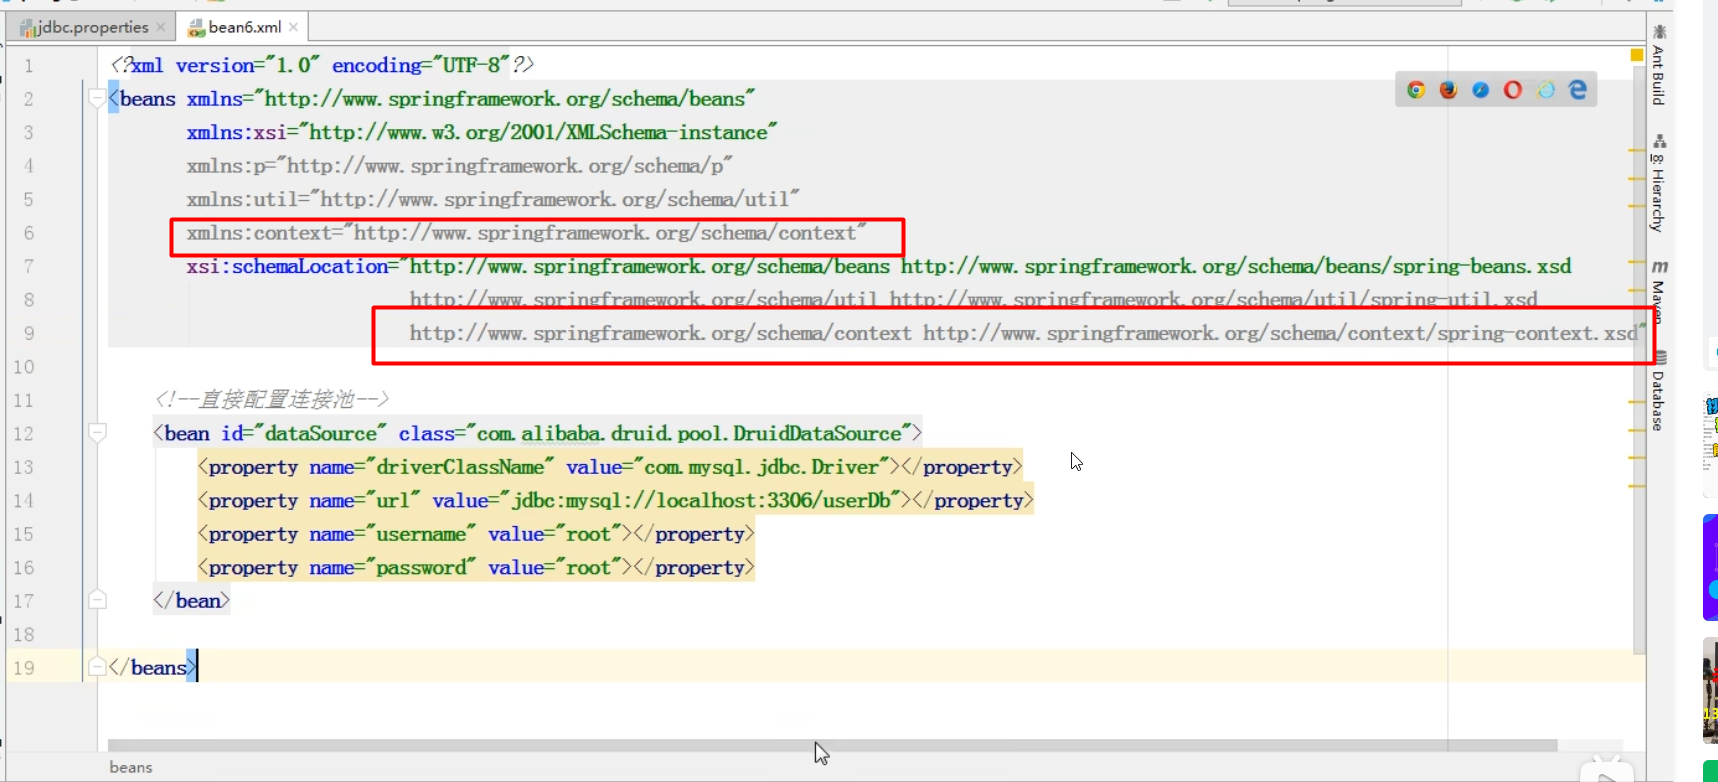 jdbc.properties
bean6.xml
1 <?xml version="1.0" encoding="UTF-8"?>
2 <beans xmlns="http://www.springframework.org/schema/beans"
3 xmlns:xsi="http://www.w3.org/2001/XMLSchema-instance"
4 xmlns:p="http://www.springframework.org/schema/p"
5 xmlns:util="http://www.springframework.org/schema/util"
6 xmlns:context="http://www.springframework.org/schema/context"
7 xsi:schemaLocation="http://www.springframework.org/schema/beans http://www.springframework.org/schema/beans/spring-beans.xsd
8 http://www.springframework.org/schema/util http://www.springframework.org/schema/util/spring-util.xsd
9 http://www.springframework.org/schema/context http://www.springframework.org/schema/context/spring-context.xsd"
10
11 <!--直接配置连接池-->
12 <bean id="dataSource" class="com.alibaba.druid.pool.DruidDataSource">
13 <property name="driverClassName" value="com.mysql.jdbc.Driver"></property>
14 <property name="url" value="jdbc:mysql://localhost:3306/userDb"></property>
15 <property name="username" value="root"></property>
16 <property name="password" value="root"></property>
17 </bean>
18
19 </beans>
beans
Ant Build
8: Hierarchy
Maven
Database